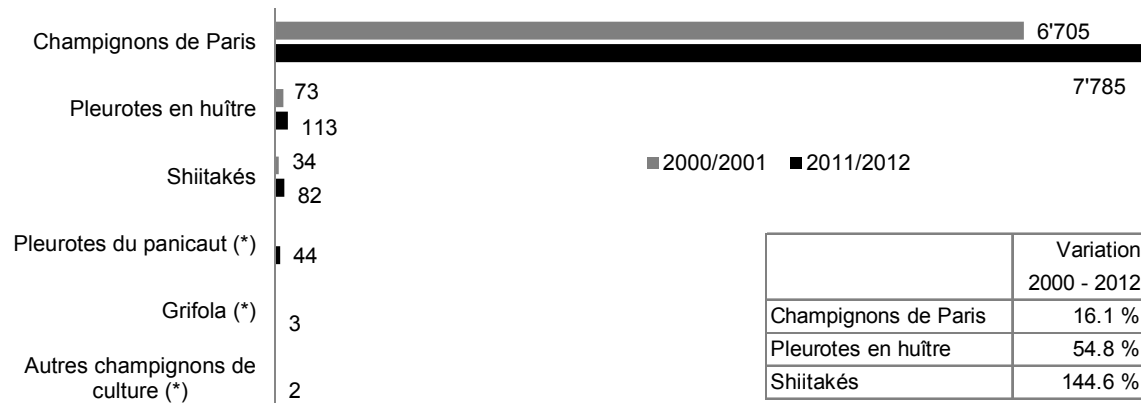 Champignons de Paris
6'705
7'785
Pleurotes en huître
73
113
Shiitakés
34
82
2000/2001 2011/2012
Pleurotes du panicaut (*)
44
Grifola (*)
3
Autres champignons de
culture (*)
2
Variation
2000 - 2012
Champignons de Paris 16.1 %
Pleurotes en huître 54.8 %
Shiitakés 144.6 %